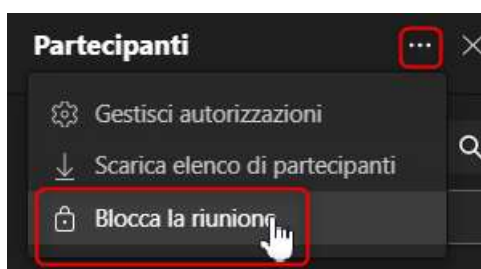 Partecipanti
Gestisci autorizzazioni
Scarica elenco di partecipanti
Blocca la riunione